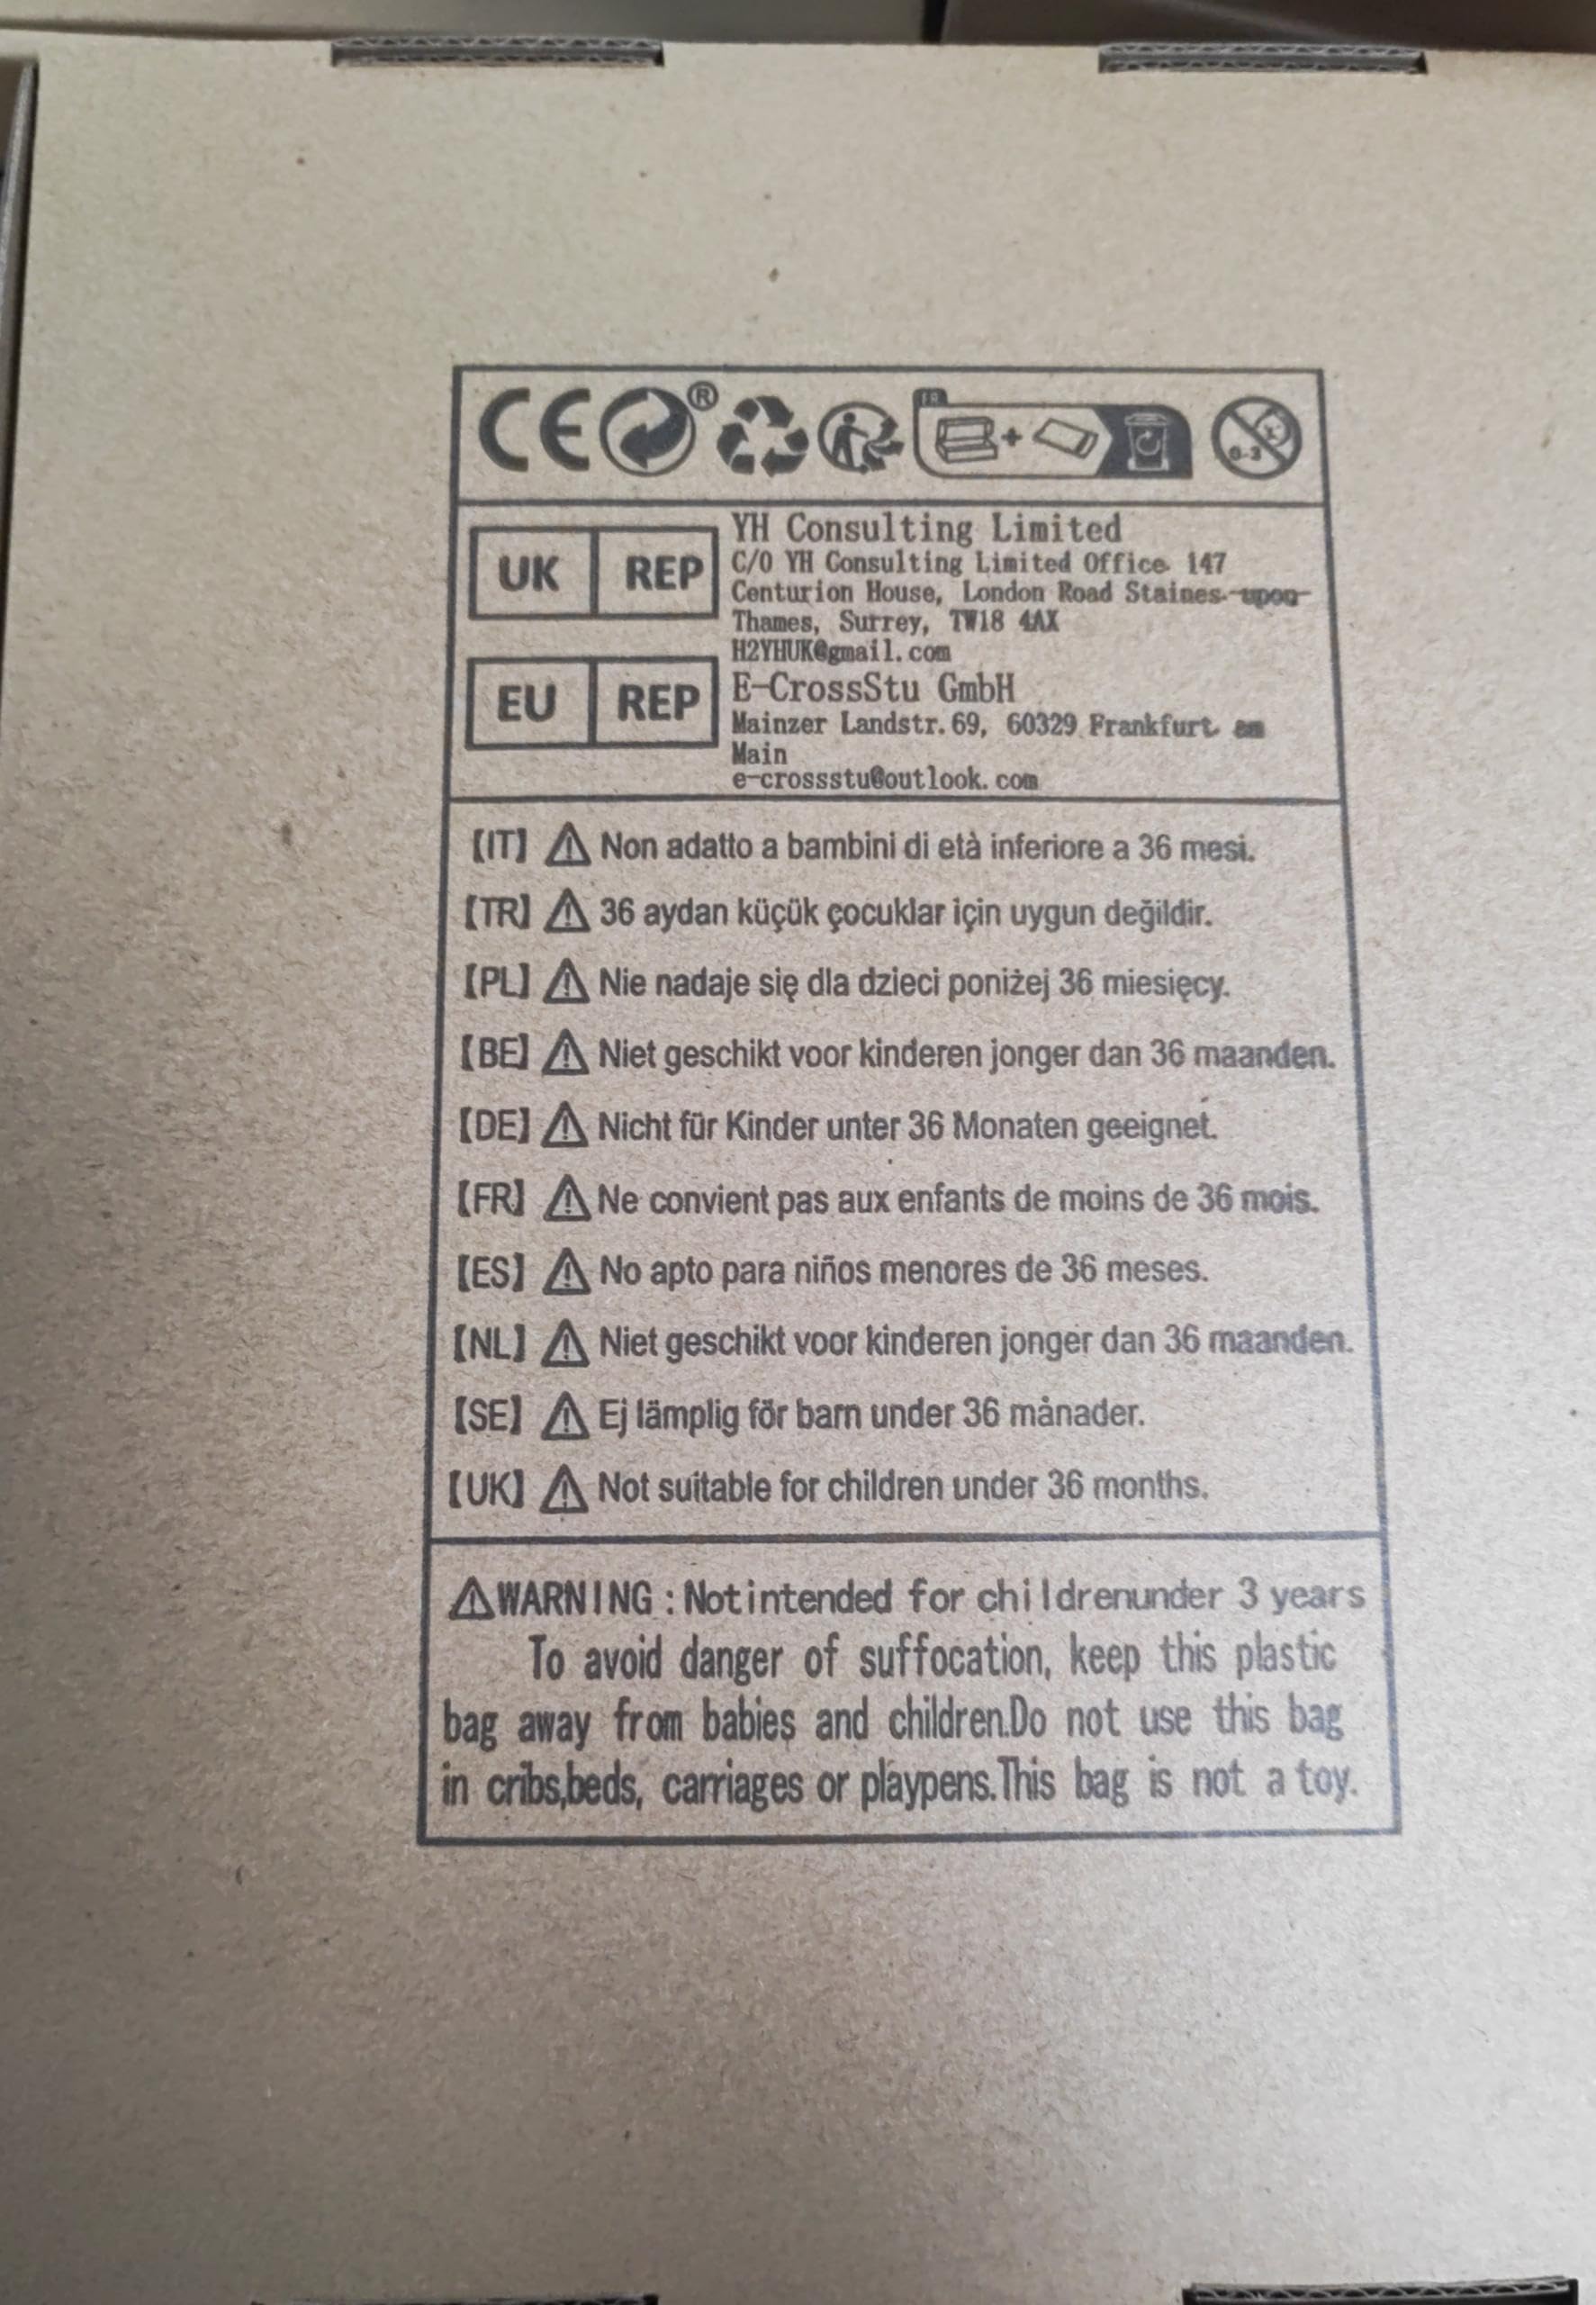 CE ®
FR
0-3
UK REP
YH Consulting Limited
C/O YH Consulting Limited Office 147
Centurion House, London Road Staines-upon-
Thames, Surrey, TW18 4AX
H2YHUK@gmail.com
EU REP
E-CrossStu GmbH
Mainzer Landstr.69, 60329 Frankfurt am
Main
e-crossstu@outlook.com
【IT】 ⚠ Non adatto a bambini di età inferiore a 36 mesi.
【TR】 ⚠ 36 aydan küçük çocuklar için uygun değildir.
【PL】 ⚠ Nie nadaje się dla dzieci poniżej 36 miesięcy.
【BE】 ⚠ Niet geschikt voor kinderen jonger dan 36 maanden.
【DE】 ⚠ Nicht für Kinder unter 36 Monaten geeignet.
【FR】 ⚠ Ne convient pas aux enfants de moins de 36 mois.
【ES】 ⚠ No apto para niños menores de 36 meses.
【NL】 ⚠ Niet geschikt voor kinderen jonger dan 36 maanden.
【SE】 ⚠ Ej lämplig för barn under 36 månader.
【UK】 ⚠ Not suitable for children under 36 months.
⚠WARNING：Notintended for childrenunder 3 years
To avoid danger of suffocation, keep this plastic
bag away from babies and children.Do not use this bag
in cribs,beds, carriages or playpens.This bag is not a toy.